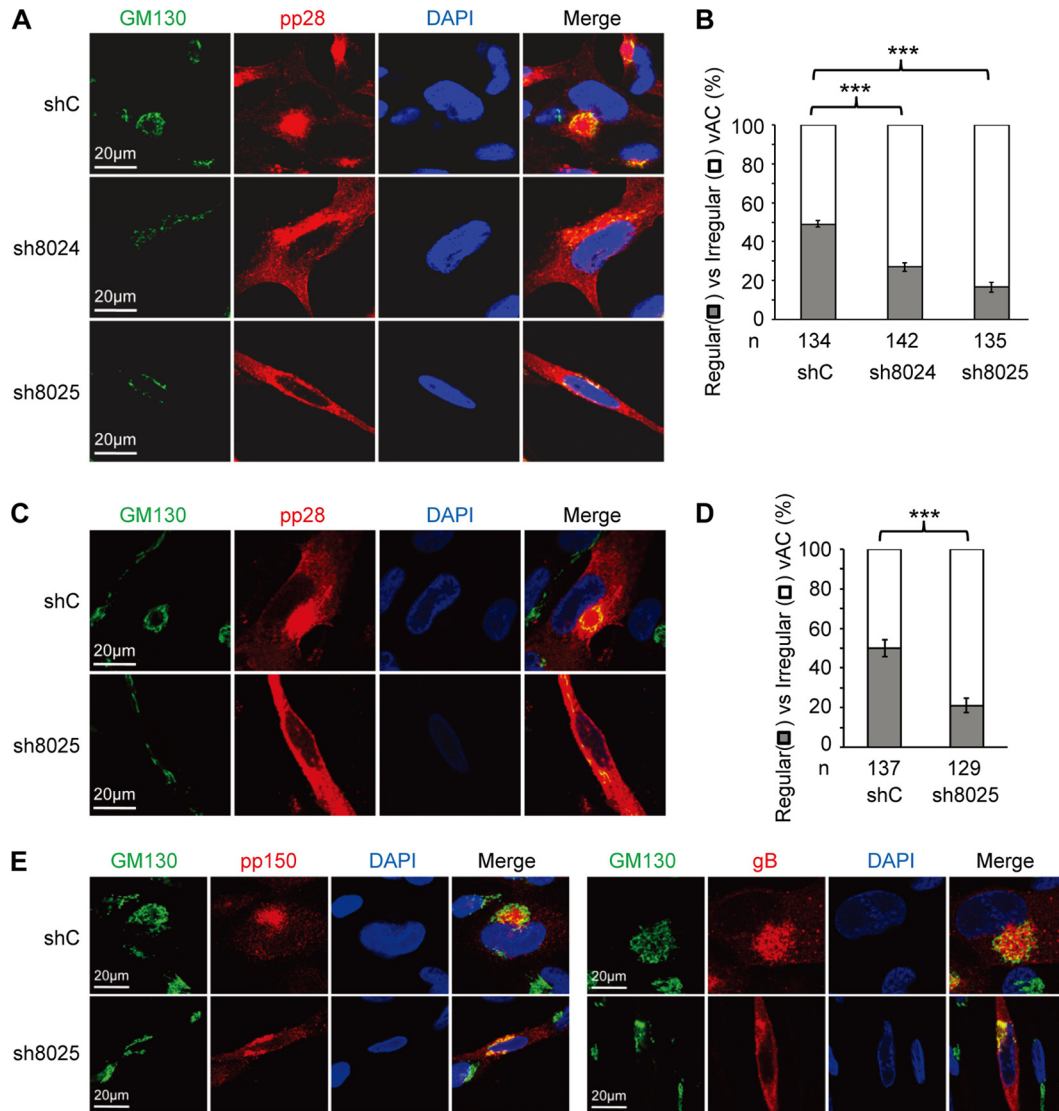 A
GM130 pp28 DAPI Merge
shC
20µm
sh8024
20µm
sh8025
20µm
B
Regular(■) vs Irregular (□) vAC (%)
***
***
100
80
60
40
20
0
n 134 142 135
shC sh8024 sh8025
C
GM130 pp28 DAPI Merge
shC
20µm
sh8025
20µm
D
Regular(■) vs Irregular (□) vAC (%)
***
100
80
60
40
20
0
n 137 129
shC sh8025
E
GM130 pp150 DAPI Merge GM130 gB DAPI Merge
shC
20µm 20µm
sh8025
20µm 20µm